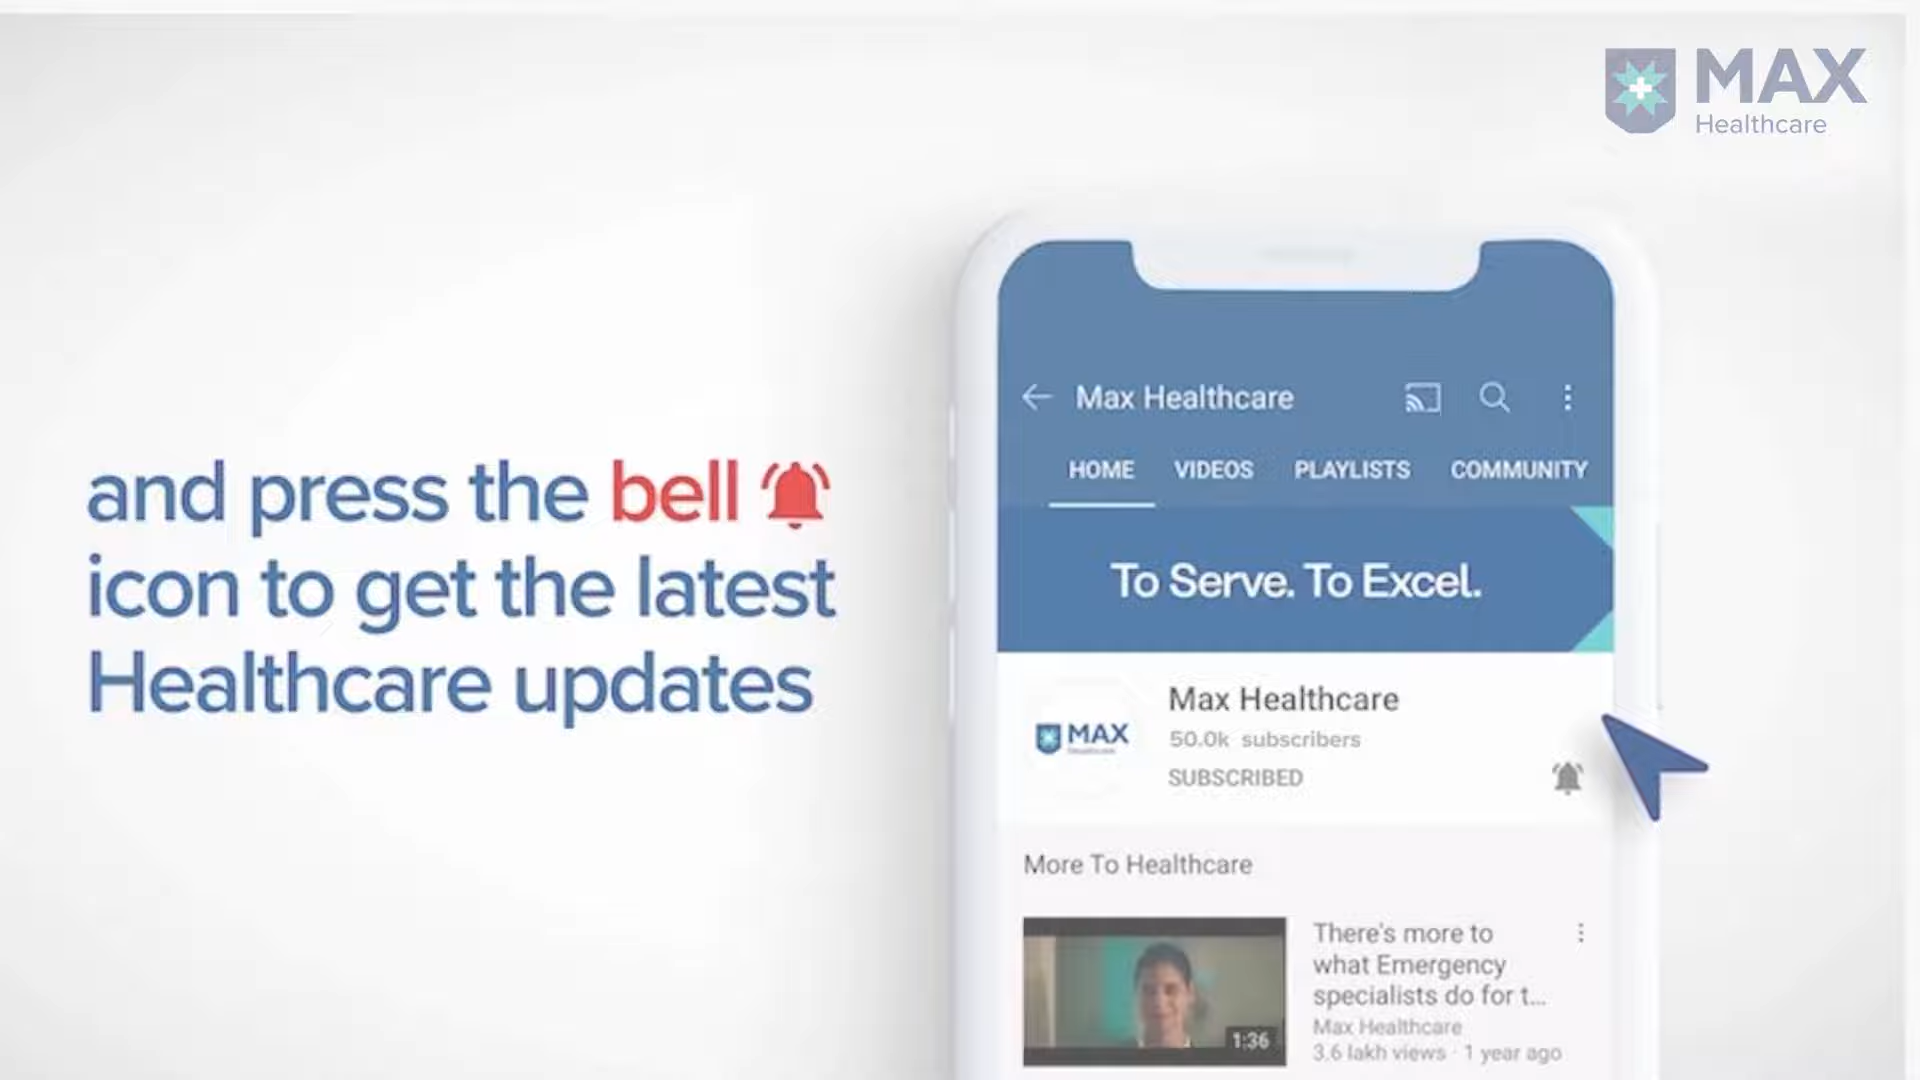 MAX
Healthcare
and press the bell
icon to get the latest
Healthcare updates
Max Healthcare
HOME VIDEOS PLAYLISTS COMMUNITY
To Serve. To Excel.
MAX
Max Healthcare
50.0k subscribers
SUBSCRIBED
More To Healthcare
There's more to
what Emergency
specialists do for t...
Max Healthcare
3.6 lakh views · 1 year ago
1:36